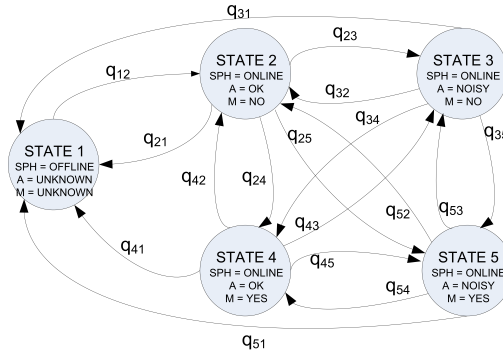 q31
q23
STATE 2
SPH = ONLINE
A = OK
M = NO
STATE 3
SPH = ONLINE
A = NOISY
M = NO
q12
q32
q34
q35
q25
q21
STATE 1
SPH = OFFLINE
A = UNKNOWN
M = UNKNOWN
q42
q24
q52
q53
q43
q41
STATE 4
SPH = ONLINE
A = OK
M = YES
q45
STATE 5
SPH = ONLINE
A = NOISY
M = YES
q54
q51